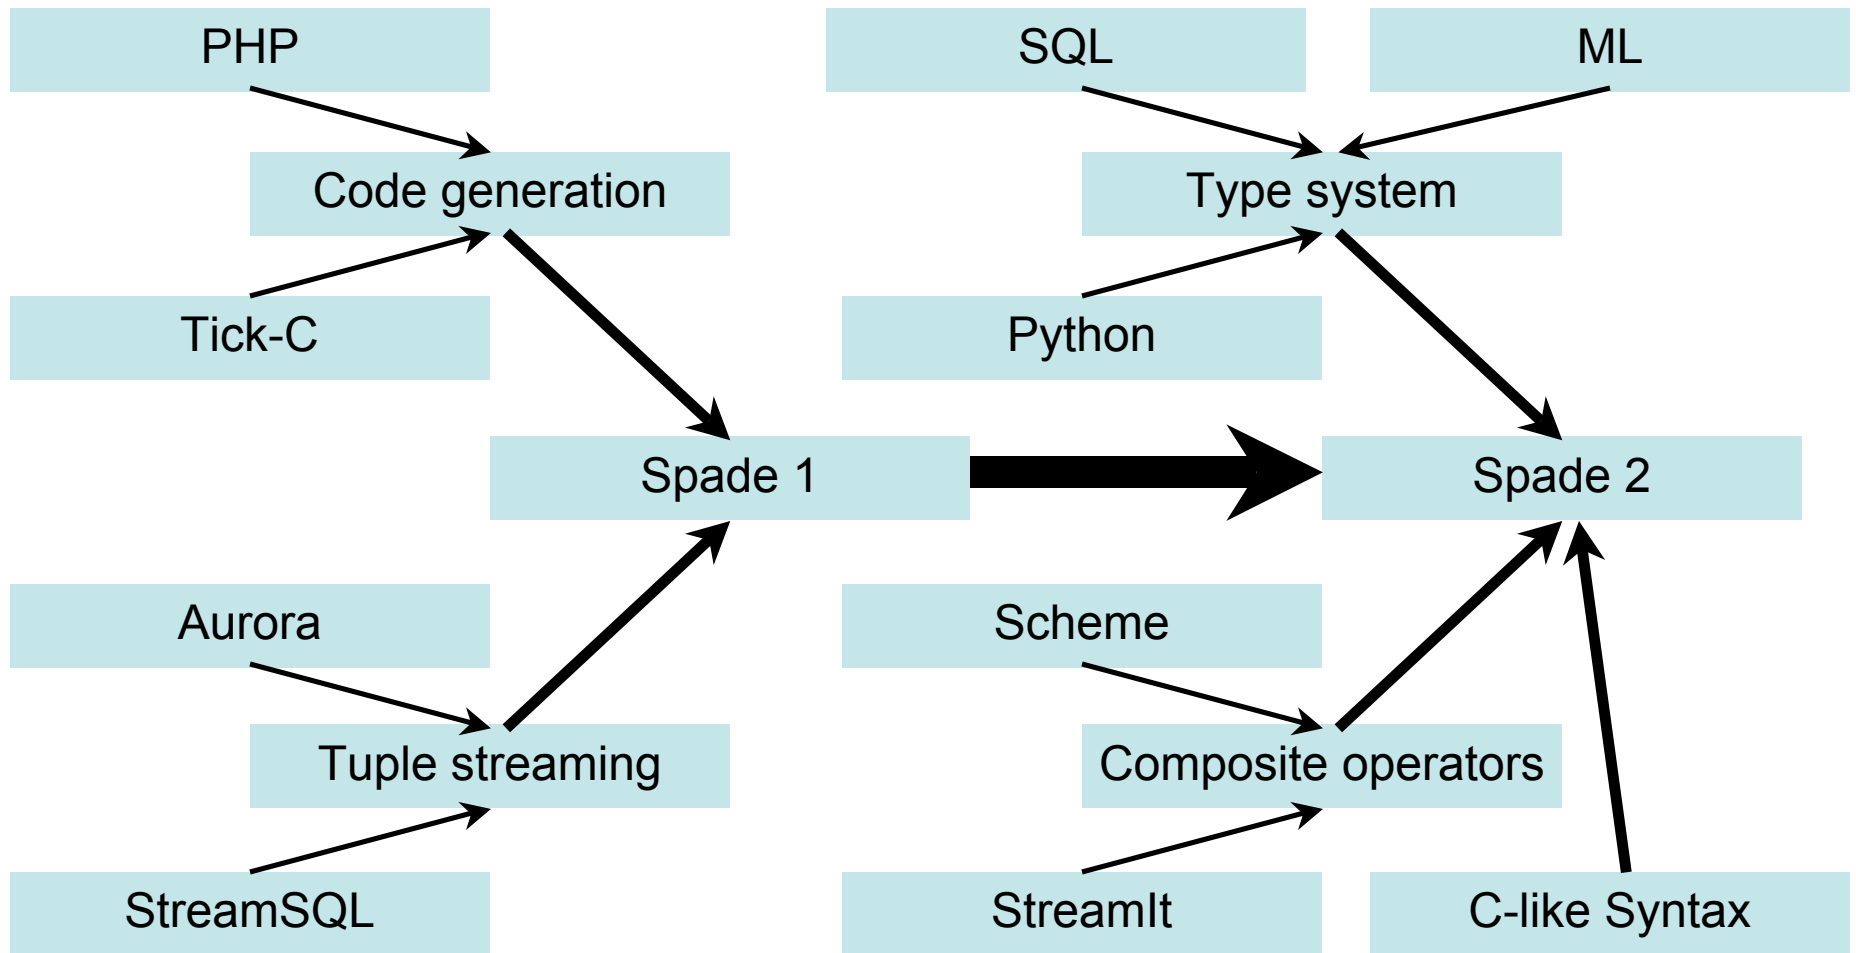 PHP
SQL
ML
Code generation
Type system
Tick-C
Python
Spade 1
Spade 2
Aurora
Scheme
Tuple streaming
Composite operators
StreamSQL
StreamIt
C-like Syntax